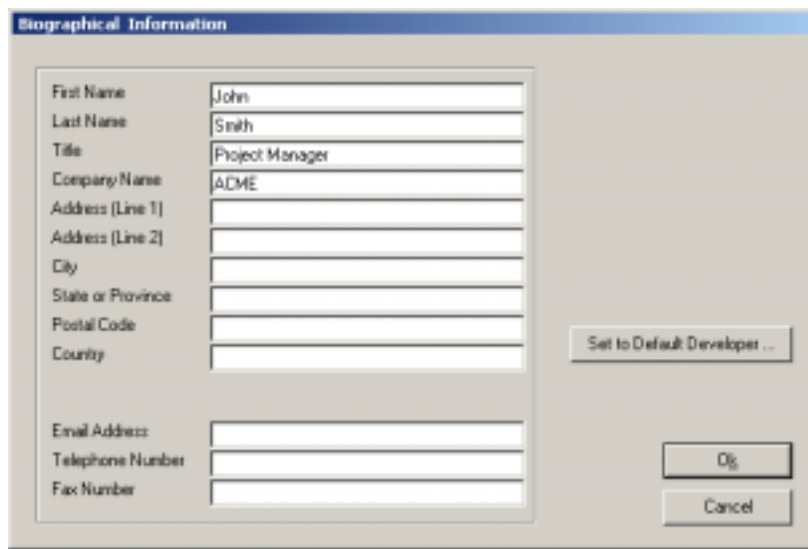 Biographical Information
First Name John
Last Name Smith
Title Project Manager
Company Name ACME
Address (Line 1)
Address (Line 2)
City
State or Province
Postal Code
Country
Set to Default Developer ...
Email Address
Telephone Number
Fax Number
Ok
Cancel